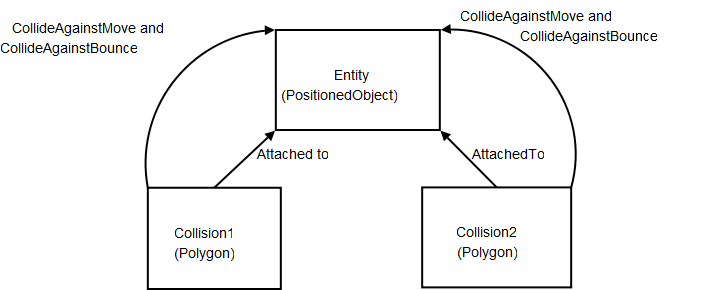 CollideAgainstMove and
CollideAgainstBounce
CollideAgainstMove and
CollideAgainstBounce
Entity
(PositionedObject)
Attached to
AttachedTo
Collision1
(Polygon)
Collision2
(Polygon)